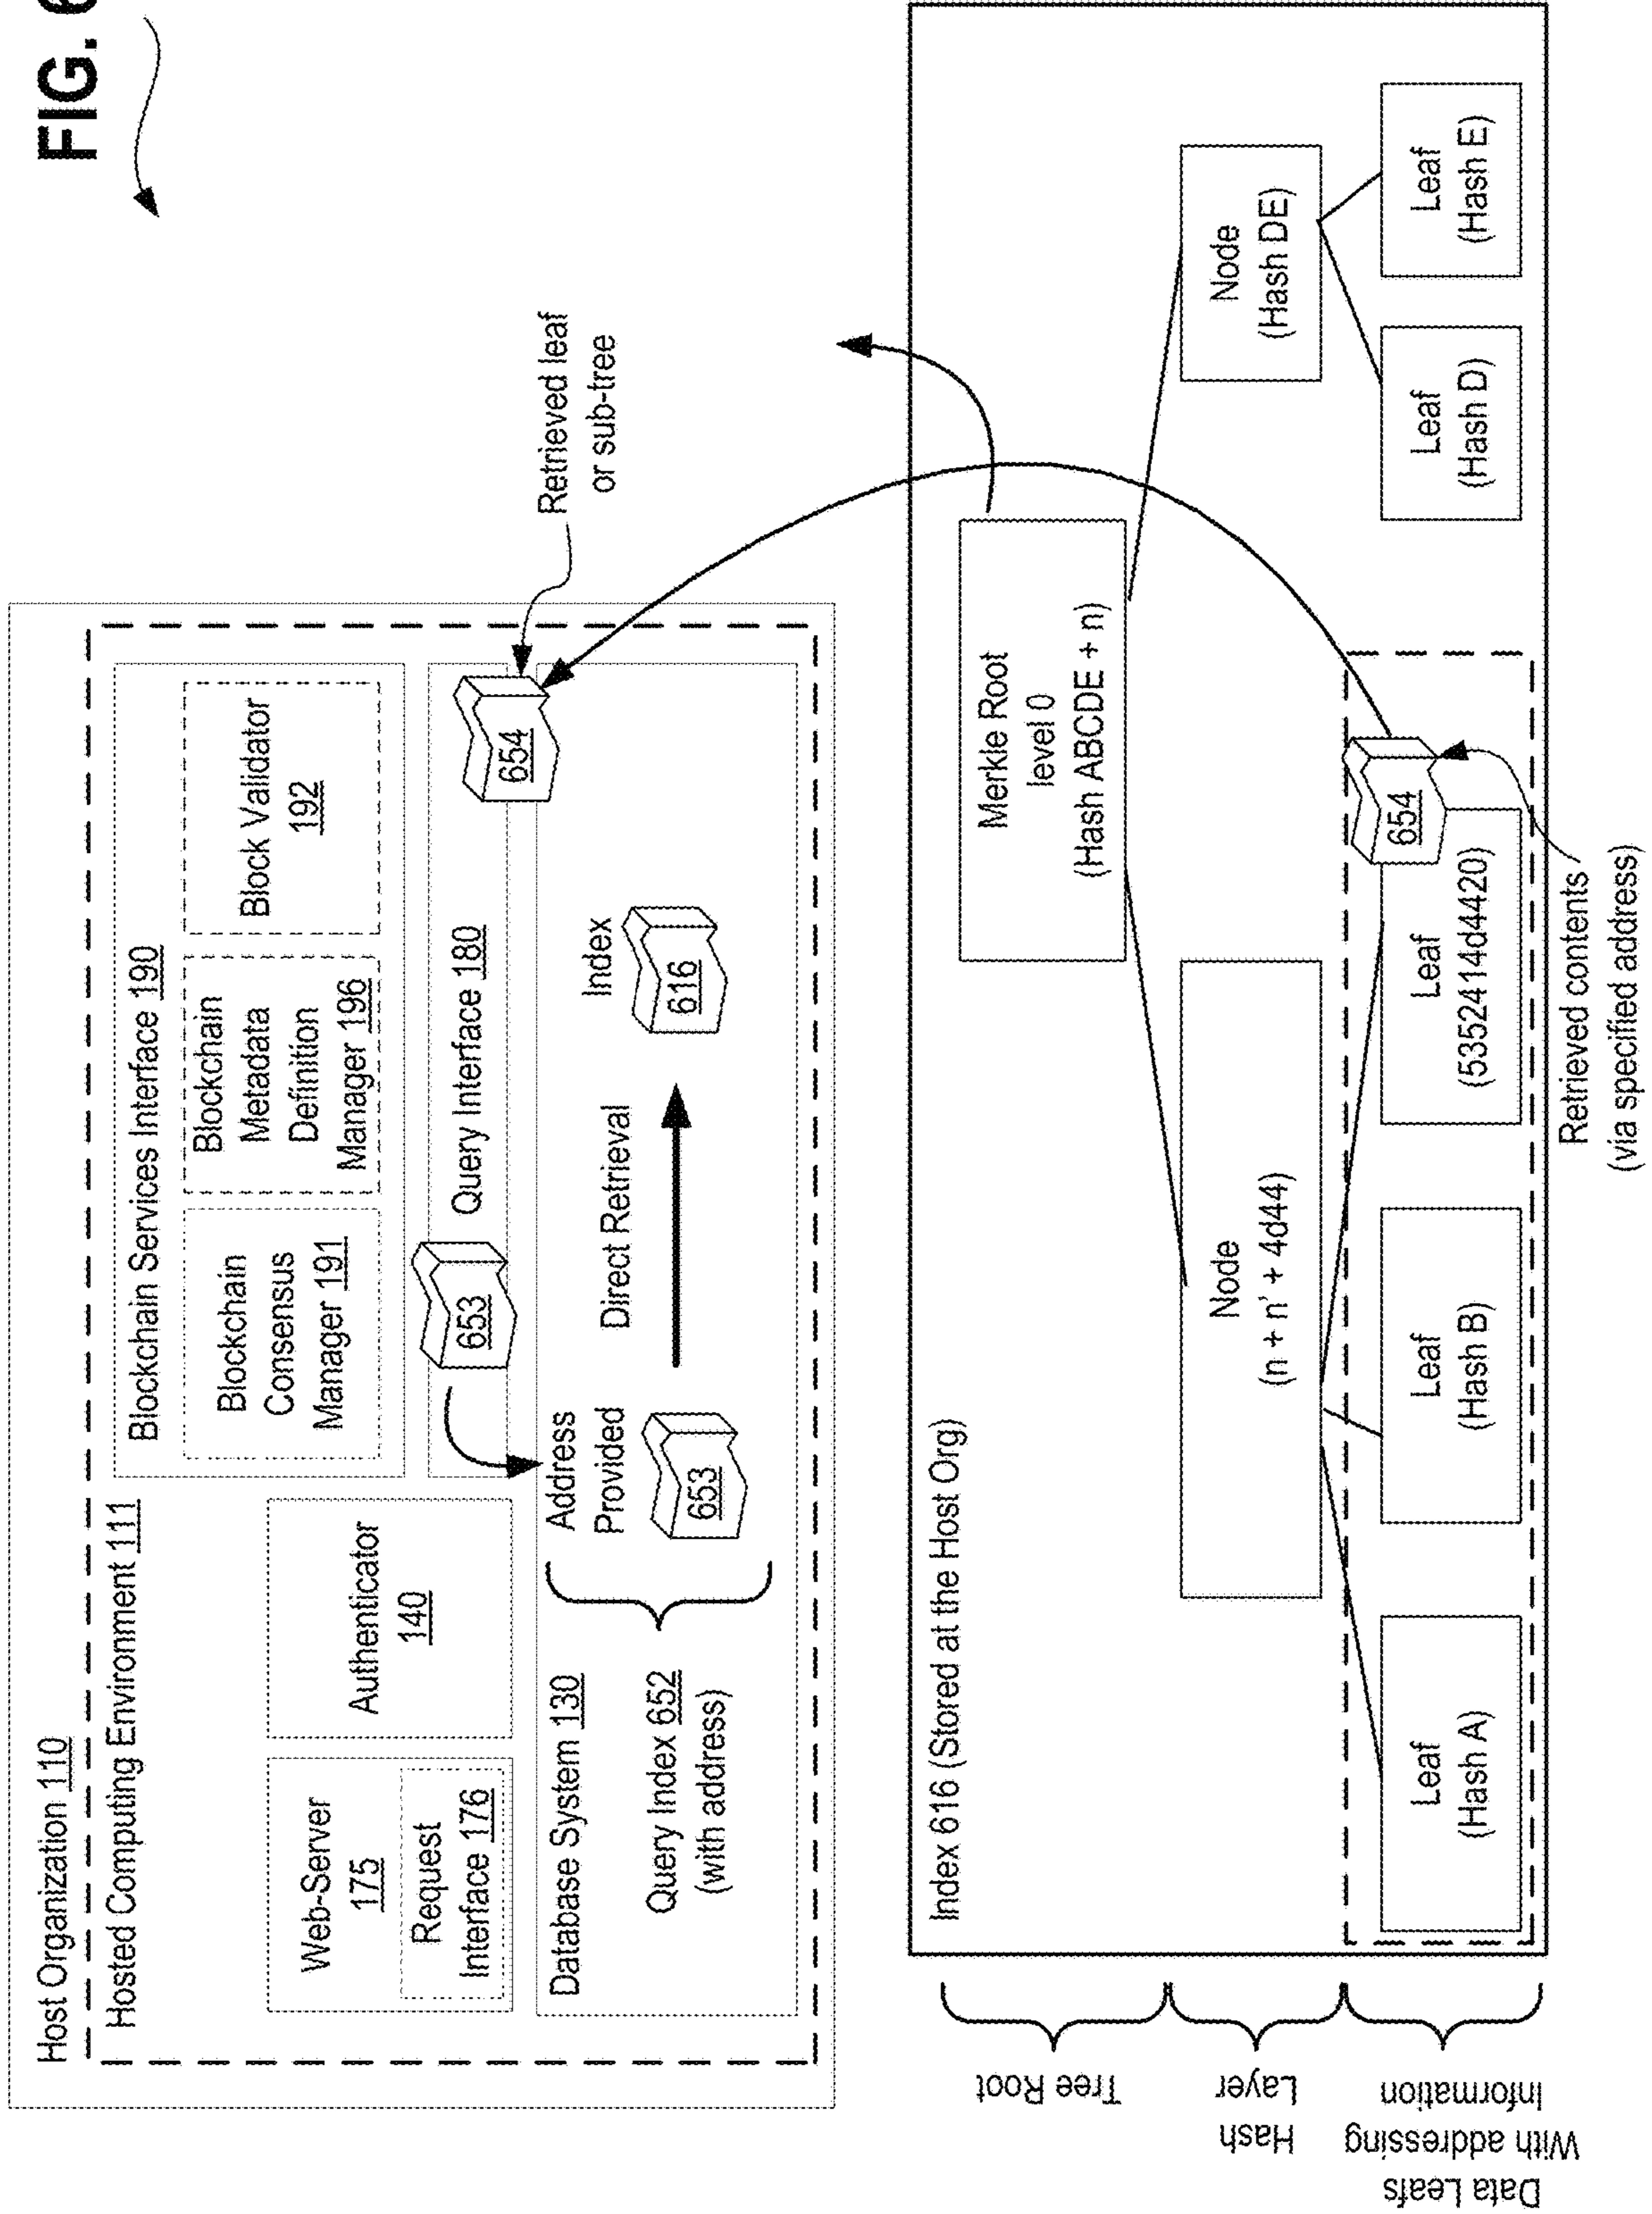 FIG. 6
Host Organization 110
Hosted Computing Environment 111
Web-Server
175
Request
Interface 176
Authenticator
140
Blockchain Services Interface 190
Blockchain
Consensus
Manager 191
Blockchain
Metadata
Definition
Manager 196
Block Validator
192
653
Query Interface 180
654
Retrieved leaf
or sub-tree
Database System 130
Query Index 652
(with address)
Address
Provided
653
Direct Retrieval
Index
616
Index 616 (Stored at the Host Org)
Tree Root
Merkle Root
level 0
(Hash ABCDE + n)
Hash
Layer
Node
(n + n' + 4d44)
Node
(Hash DE)
Data Leafs
With addressing
Information
Leaf
(Hash A)
Leaf
(Hash B)
Leaf
(5352414d4420)
654
Leaf
(Hash D)
Leaf
(Hash E)
Retrieved contents
(via specified address)